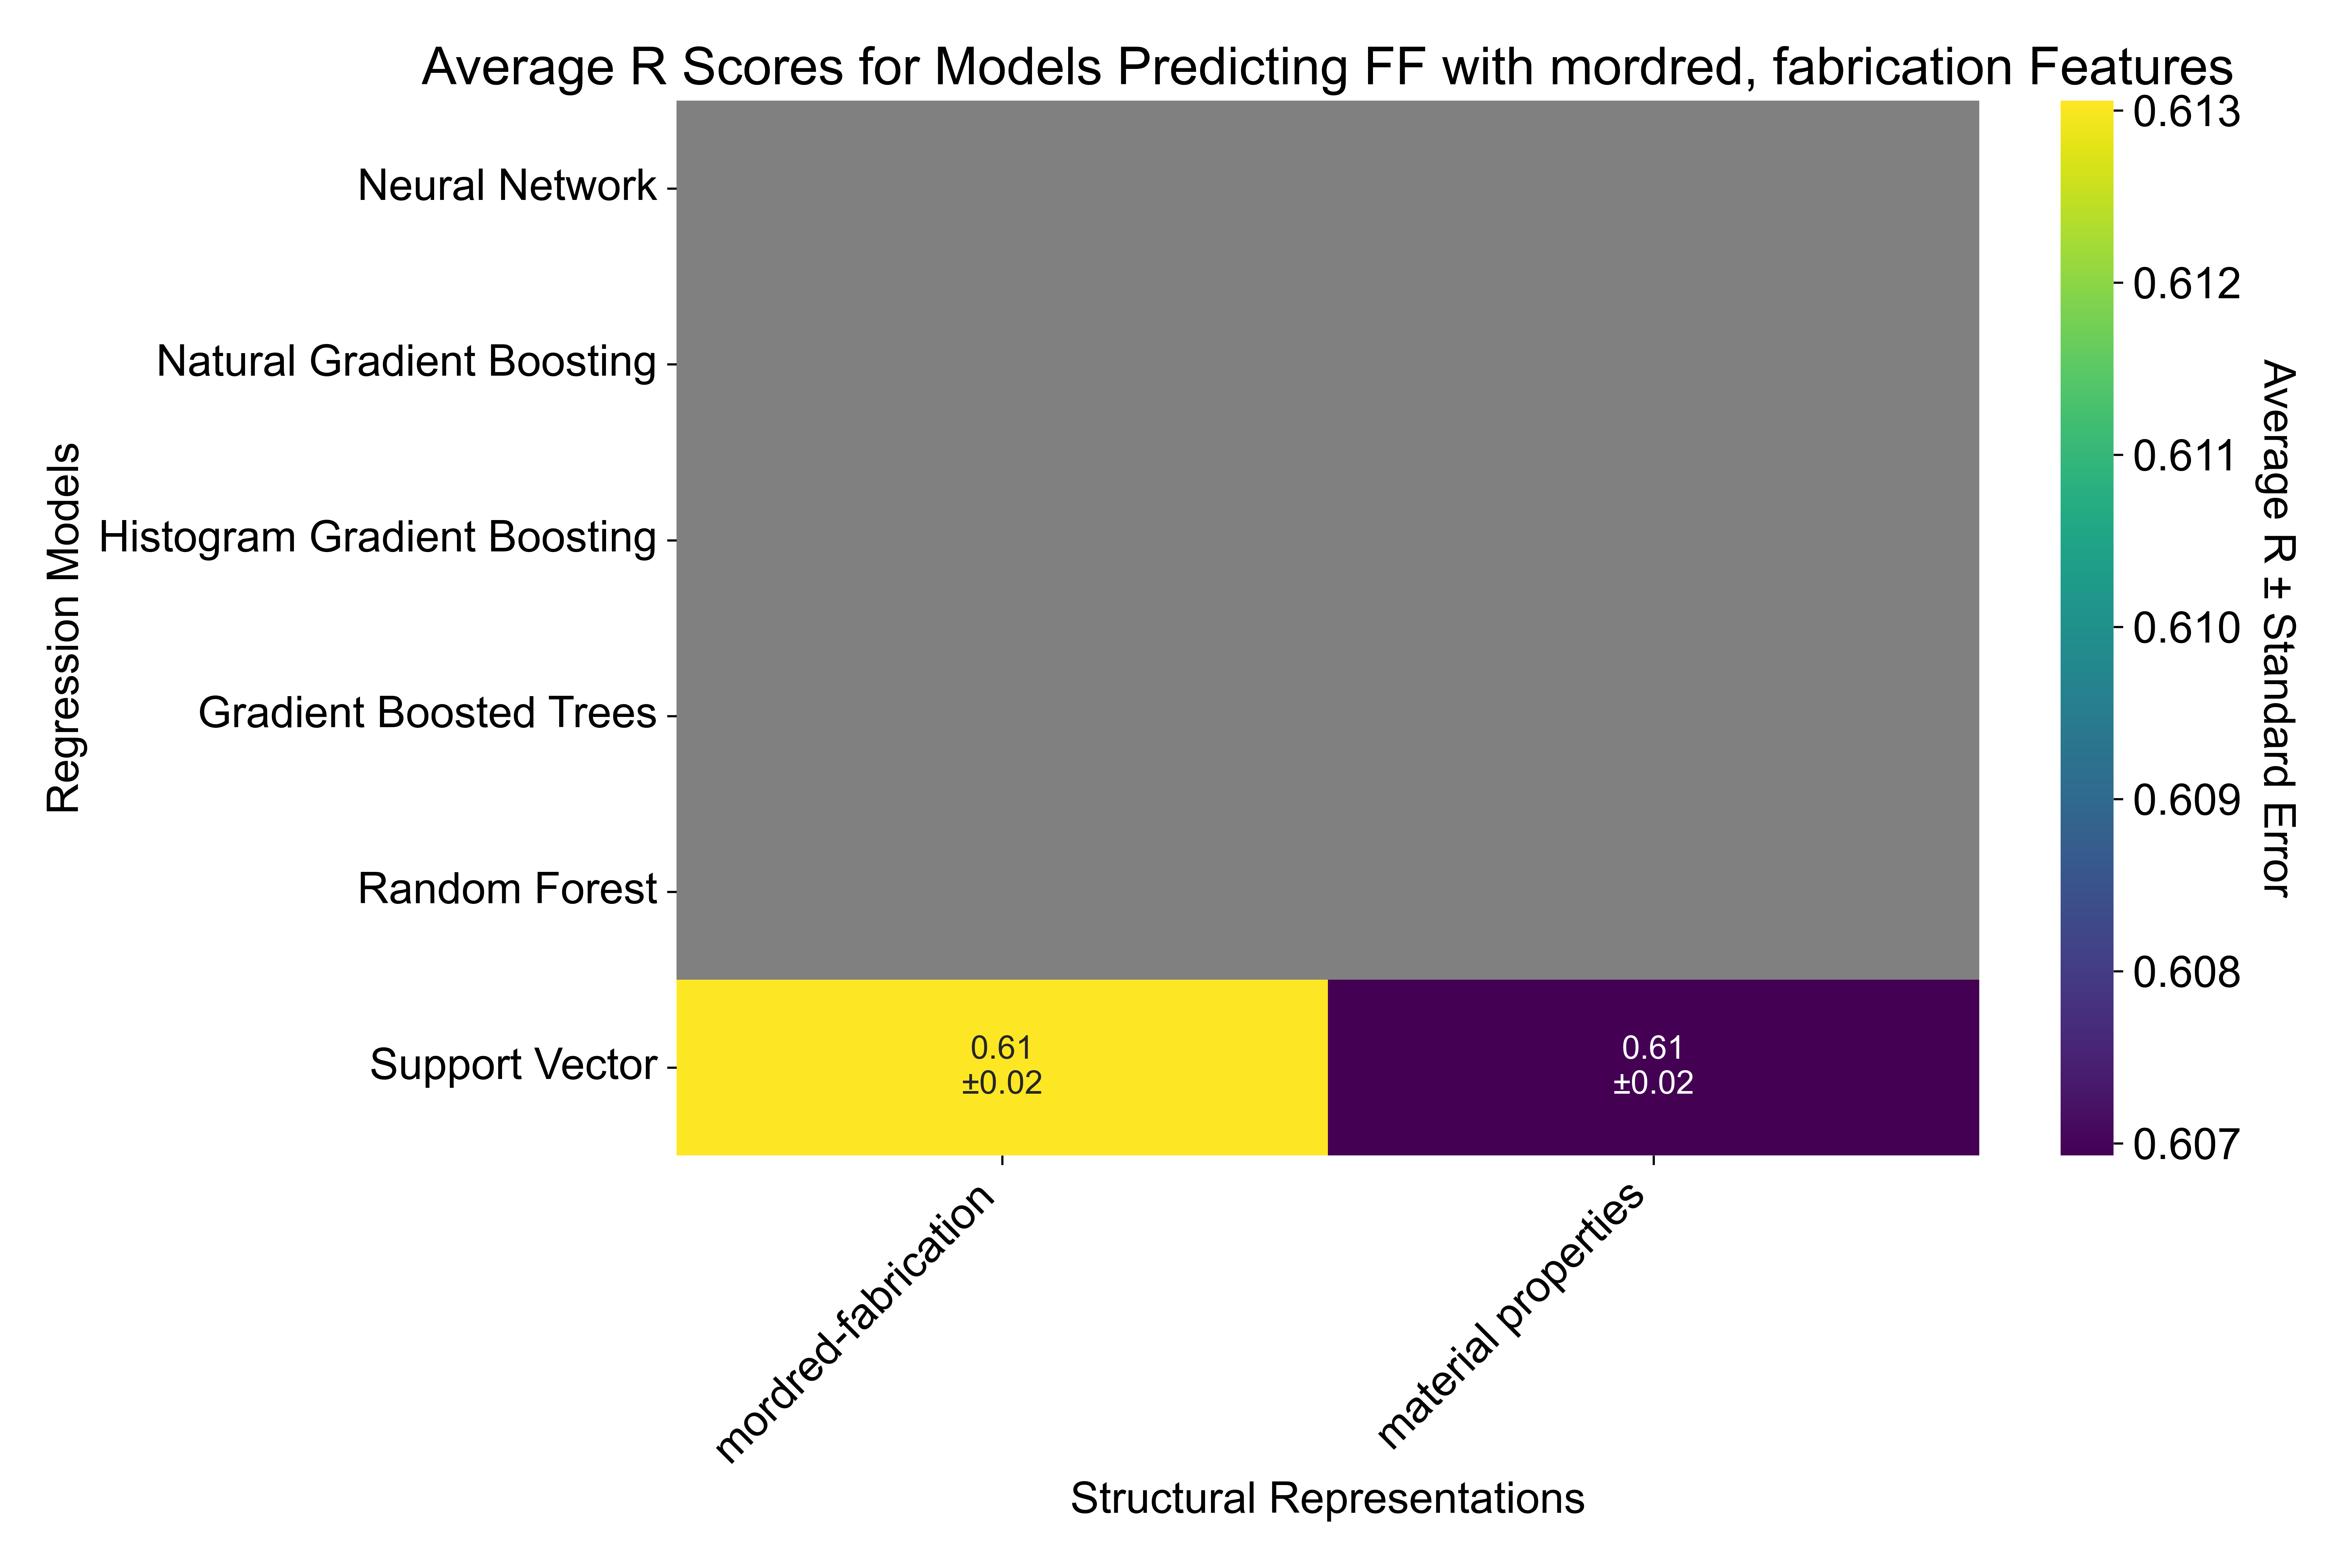 Average R Scores for Models Predicting FF with mordred, fabrication Features
Regression Models
Neural Network
Natural Gradient Boosting
Histogram Gradient Boosting
Gradient Boosted Trees
Random Forest
Support Vector
0.61
±0.02
0.61
±0.02
mordred-fabrication
material properties
Structural Representations
0.613
0.612
0.611
0.610
0.609
0.608
0.607
Average R ± Standard Error